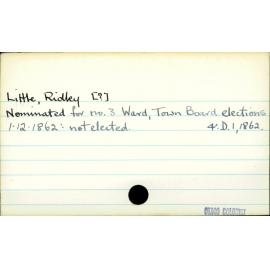 Little, Ridley [?]
Nominated for no. 3 Ward, Town Board elections
1·12·1862: not elected. 4.D.1, 1862.